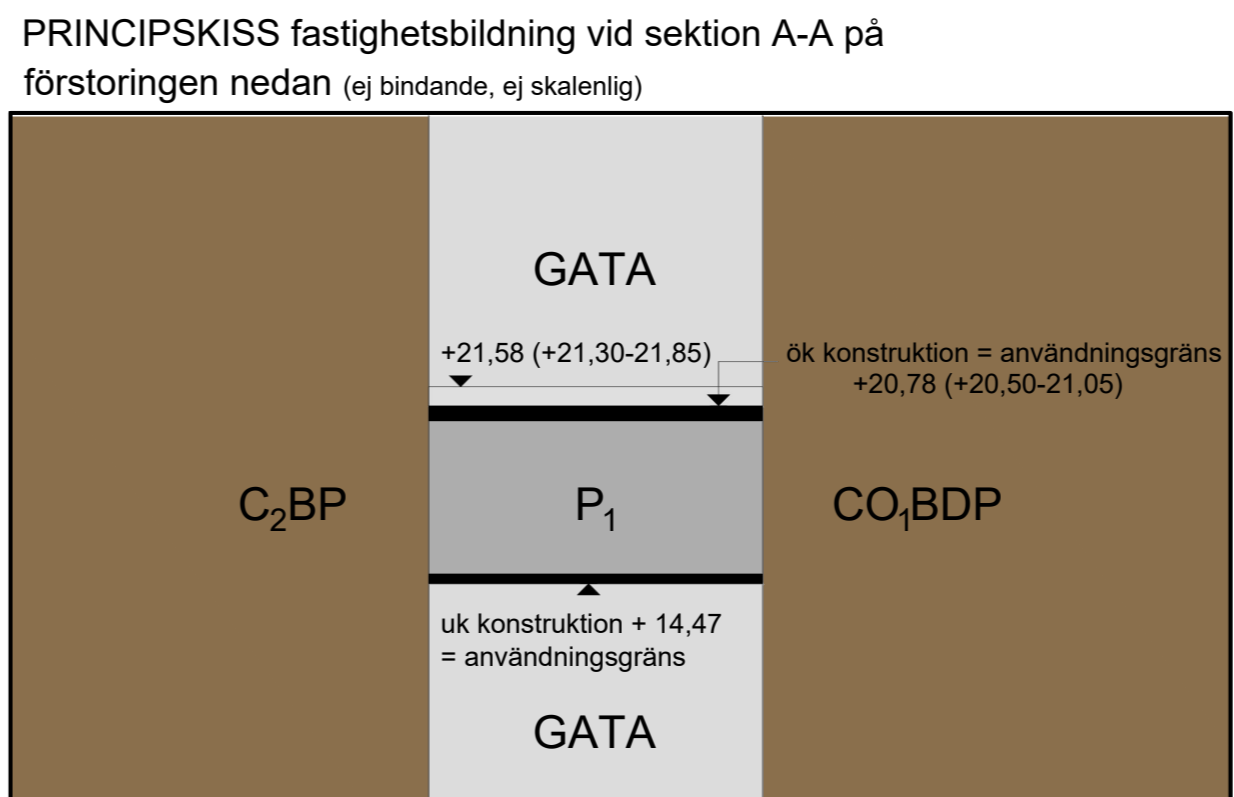 PRINCIPSKISS fastighetsbildning vid sektion A-A på
förstoringen nedan (ej bindande, ej skalenlig)
GATA
+21,58 (+21,30-21,85)
ök konstruktion = användningsgräns
+20,78 (+20,50-21,05)
C₂BP
P₁
CO₁BDP
uk konstruktion + 14,47
= användningsgräns
GATA